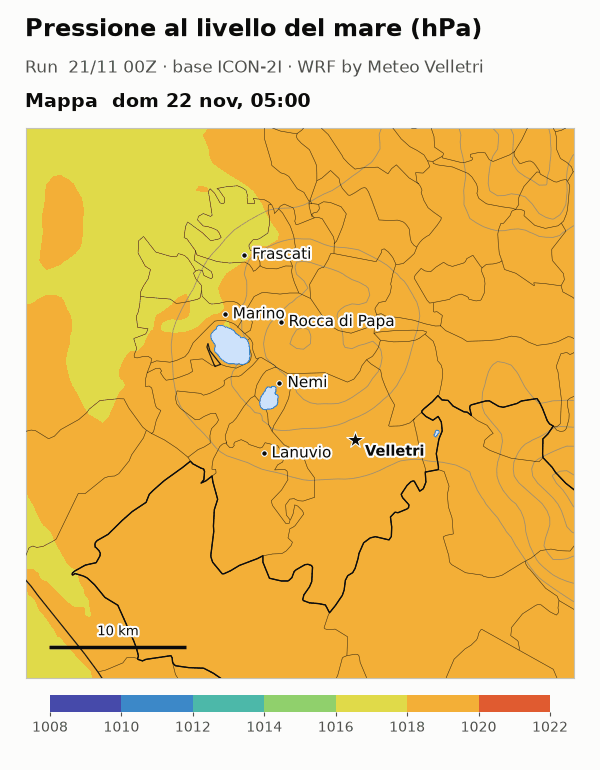 Pressione al livello del mare (hPa)
Run  21/11 00Z · base ICON-2I · WRF by Meteo Velletri
Mappa  dom 22 nov, 05:00
Frascati
Marino
Rocca di Papa
Nemi
Velletri
Lanuvio
10 km
1008 1010 1012 1014 1016 1018 1020 1022